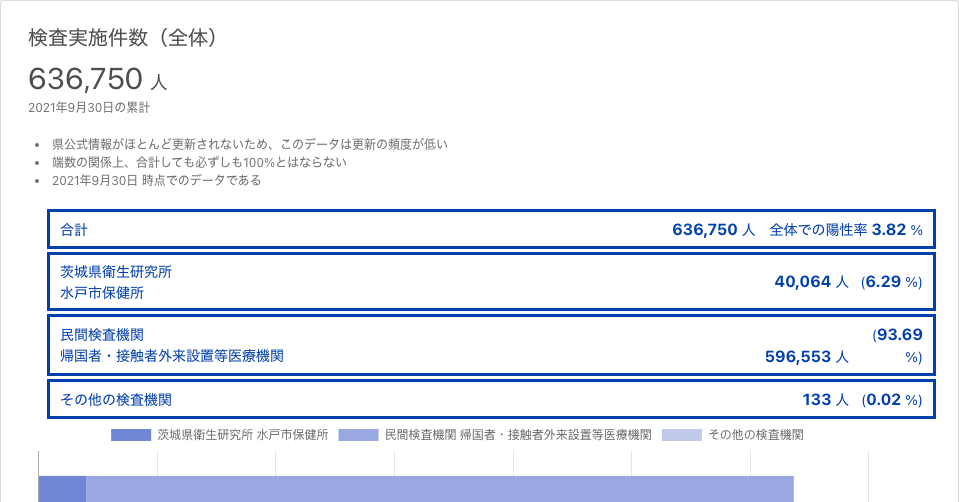 検査実施件数（全体）
636,750 人
2021年9月30日の累計
• 県公式情報がほとんど更新されないため、このデータは更新の頻度が低い
• 端数の関係上、合計しても必ずしも100%とはならない
• 2021年9月30日 時点でのデータである
合計 636,750 人 全体での陽性率 3.82 %
茨城県衛生研究所
水戸市保健所
40,064 人 (6.29 %)
民間検査機関
帰国者・接触者外来設置等医療機関
596,553 人 (93.69
%)
その他の検査機関 133 人 (0.02 %)
茨城県衛生研究所 水戸市保健所 民間検査機関 帰国者・接触者外来設置等医療機関 その他の検査機関